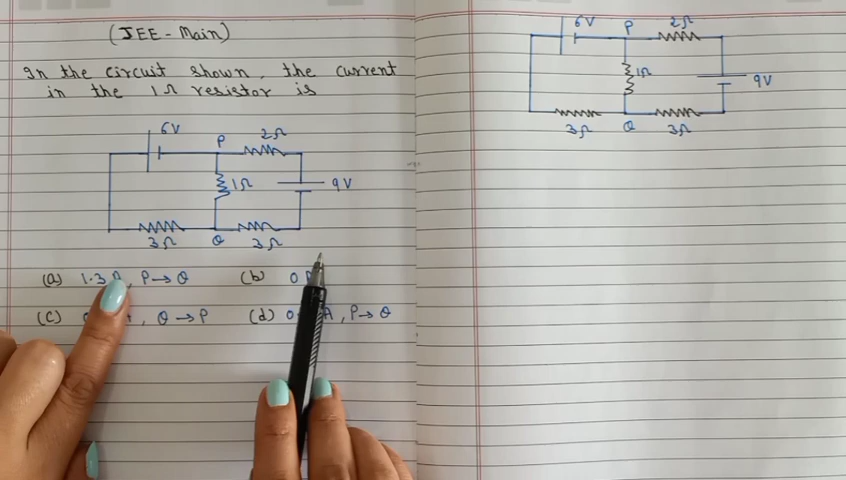 (JEE-Main)
In the circuit shown, the current
in the 1Ω resistor is
6V
P
2Ω
1Ω
9V
3Ω
Q
3Ω
(a) 1.3 , P→Q
(b) 0
(c) , Q→P
(d) 0. A, P→Q
6V
P
2Ω
1Ω
9V
3Ω
Q
3Ω